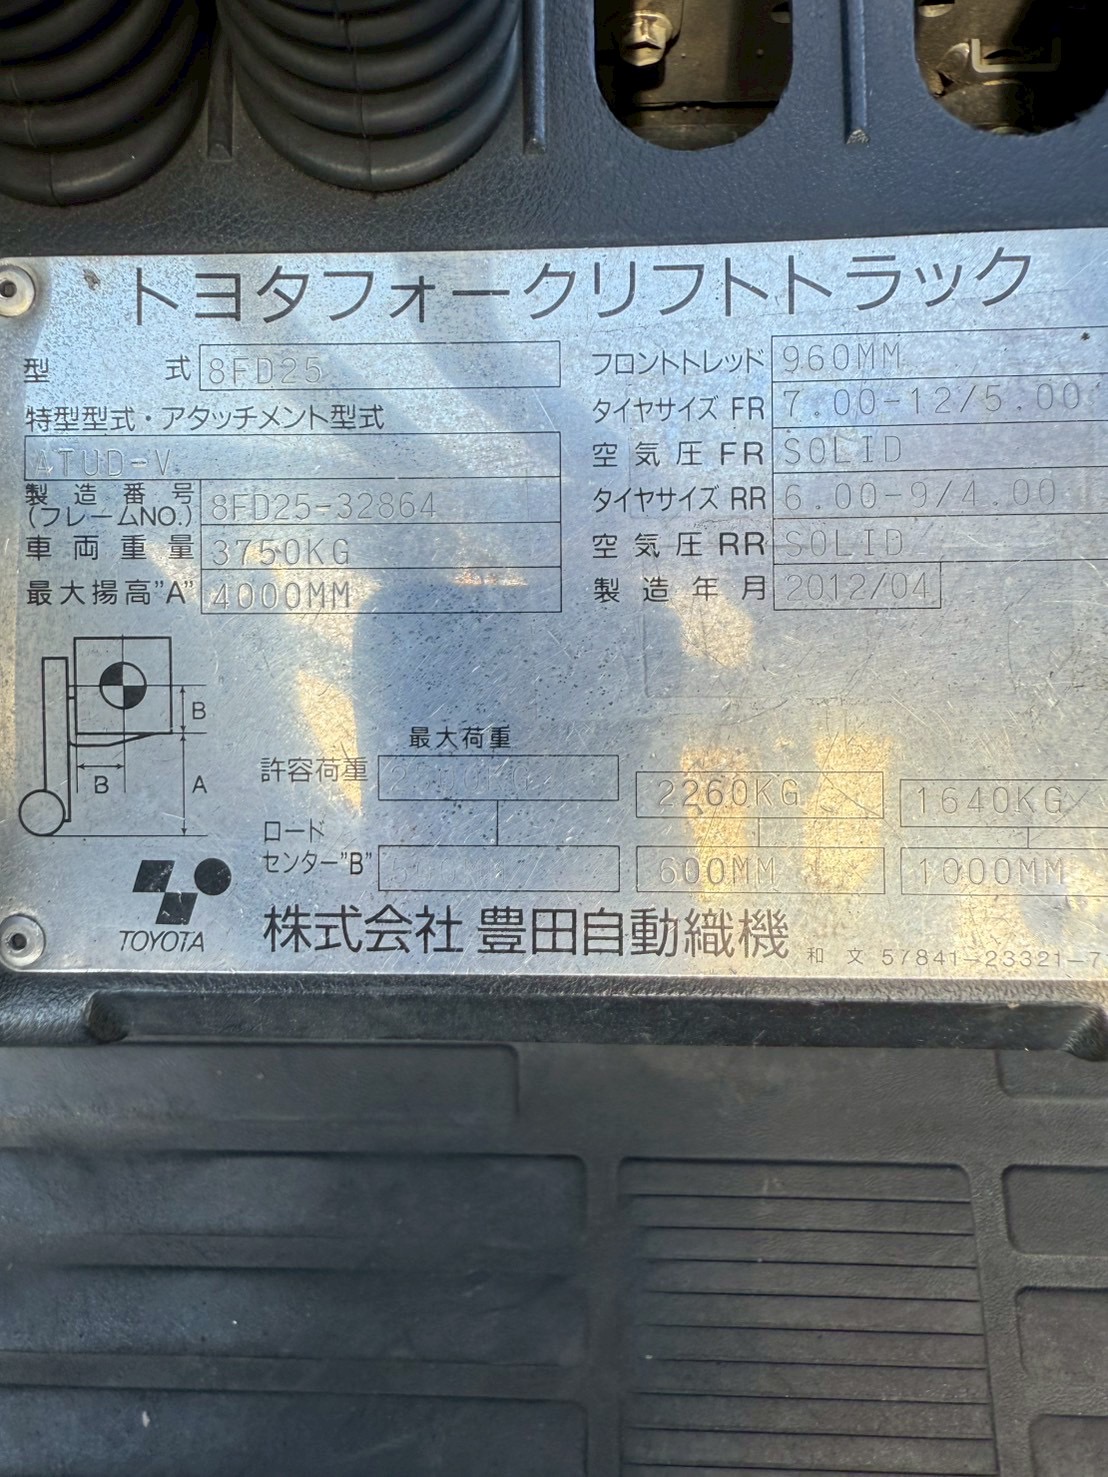 トヨタフォークリフトトラック
型 式 8FD25
特型型式・アタッチメント型式
ATUD-V
製造番号 (フレームNO.) 8FD25-32864
車両重量 3750KG
最大揚高"A" 4000MM
フロントトレッド 960MM
タイヤサイズ FR 7.00-12/5.00
空気圧 FR SOLID
タイヤサイズ RR 6.00-9/4.00
空気圧 RR SOLID
製造年月 2012/04
B
B
A
最大荷重
許容荷重 2260KG 1640KG
ロード
センター"B" 600MM 1000MM
TOYOTA
株式会社 豊田自動織機
和文 57841-23321-7